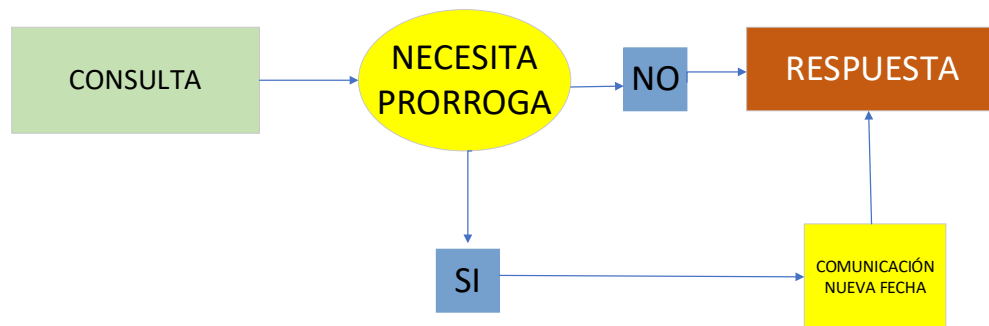 CONSULTA
NECESITA
PRORROGA
NO
RESPUESTA
SI
COMUNICACIÓN
NUEVA FECHA